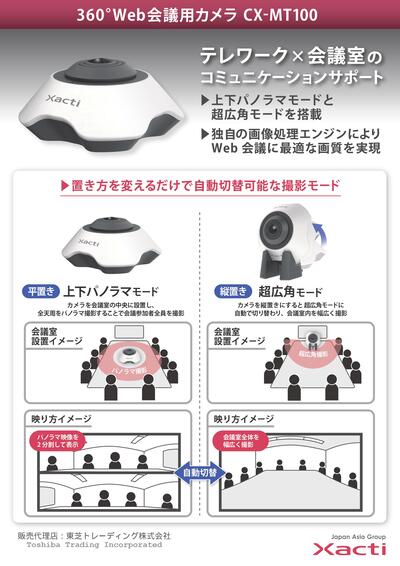 360°Web会議用カメラ CX-MT100
テレワーク×会議室の
コミュニケーションサポート
▶上下パノラマモードと
超広角モードを搭載
▶独自の画像処理エンジンにより
Web 会議に最適な画質を実現
xacti
▶置き方を変えるだけで自動切替可能な撮影モード
xacti
平置き 上下パノラマモード
カメラを会議室の中央に設置し、
全天周をパノラマ撮影することで会議参加者全員を撮影
会議室
設置イメージ
パノラマ撮影
映り方イメージ
パノラマ映像を
2分割して表示
縦置き 超広角モード
カメラを縦置きにすると超広角モードに
自動で切り替わり、会議室内を幅広く撮影
会議室
設置イメージ
超広角撮影
映り方イメージ
会議室全体を
幅広く撮影
自動切替
販売代理店：東芝トレーディング株式会社
Toshiba Trading Incorporated
Japan Asia Group
xacti